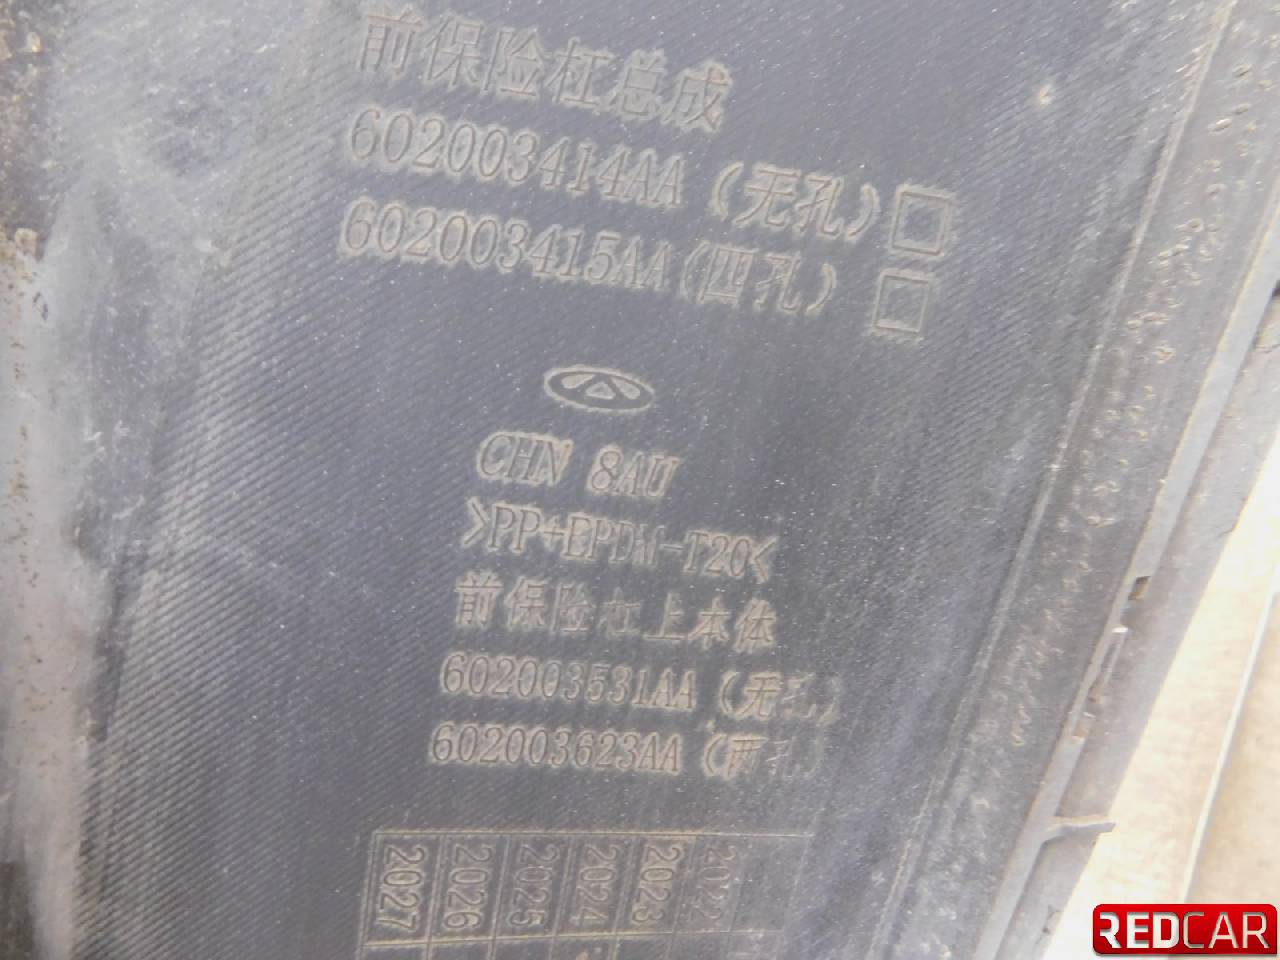 前保险杠总成
602003414AA (无孔) □
602003415AA (四孔) □
CHN 8AU
>PP+EPDM-T20<
前保险杠上本体
602003531AA (无孔)
602003623AA (两孔)
2027 2026 2025 2024 2023 2022
REDCAR